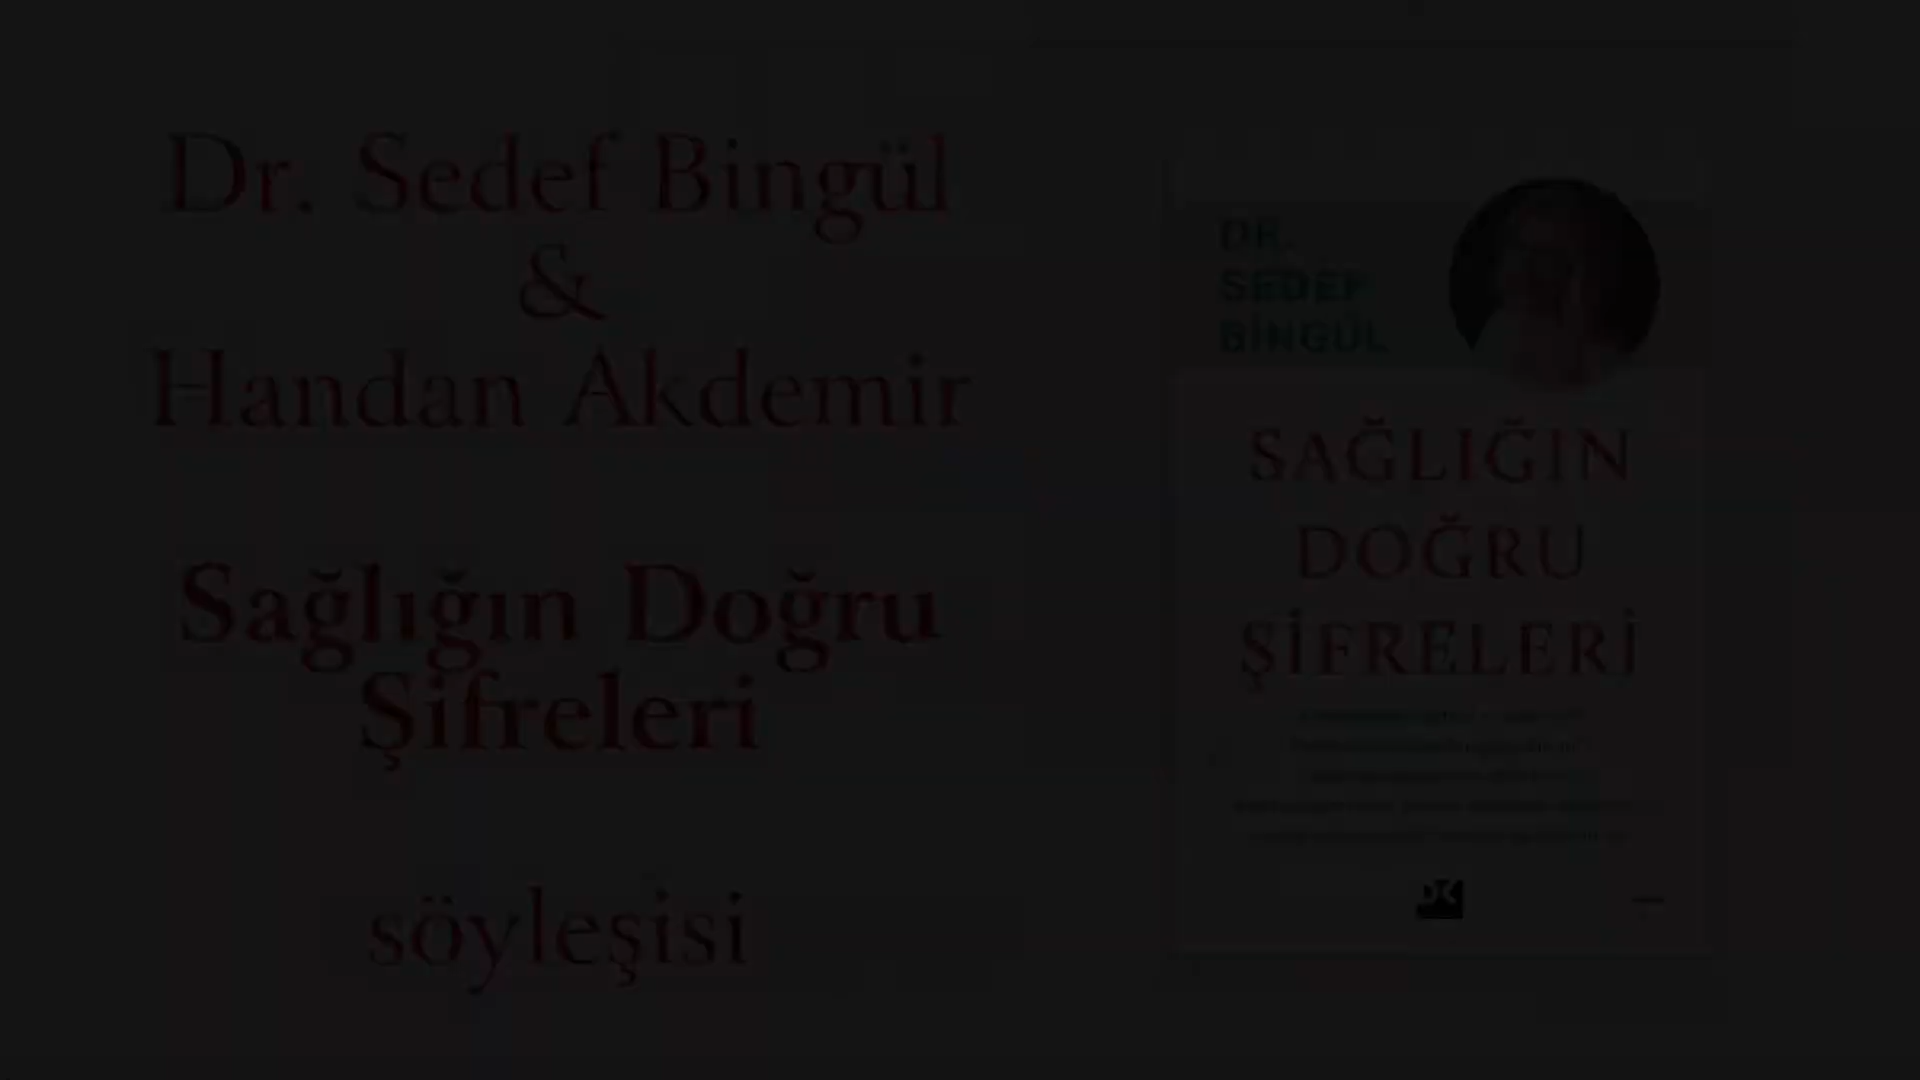 Dr. Sedef Bingül
&
Handan Akdemir
Sağlığın Doğru
Şifreleri
söyleşisi
DR.
SEDEF
BİNGÜL
SAĞLIĞIN
DOĞRU
ŞİFRELERİ
DK